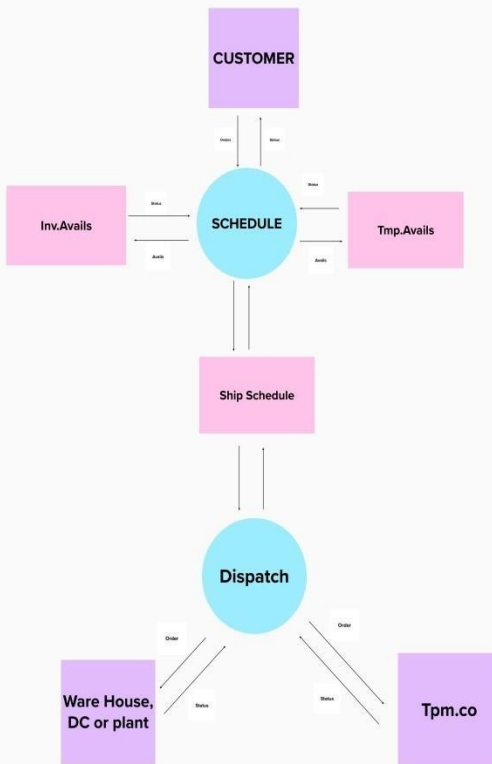 CUSTOMER
Orders
Status
Status
Status
SCHEDULE
Inv.Avails
Tmp.Avails
Avails
Avails
Ship Schedule
Dispatch
Order
Order
Status
Status
Ware House,
DC or plant
Tpm.co